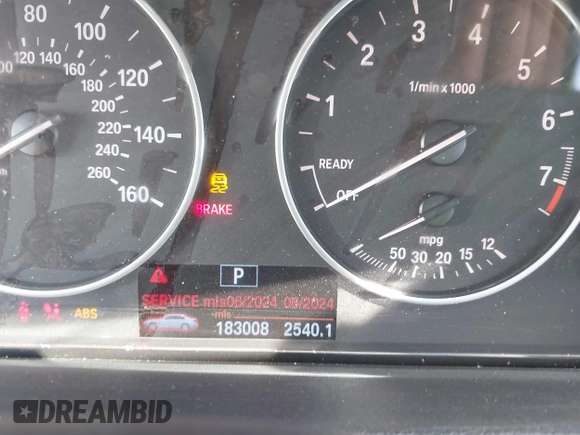 80
100
120
140
160
120 140
160
180
200
220
240
260
1
2
3
4
5
6
7
1/min x 1000
READY
OFF
BRAKE
50 30 20 15 12
mpg
P
SERVICE mls 08/2024 08/2024
mls
183008 2540.1
ABS
DREAMBID